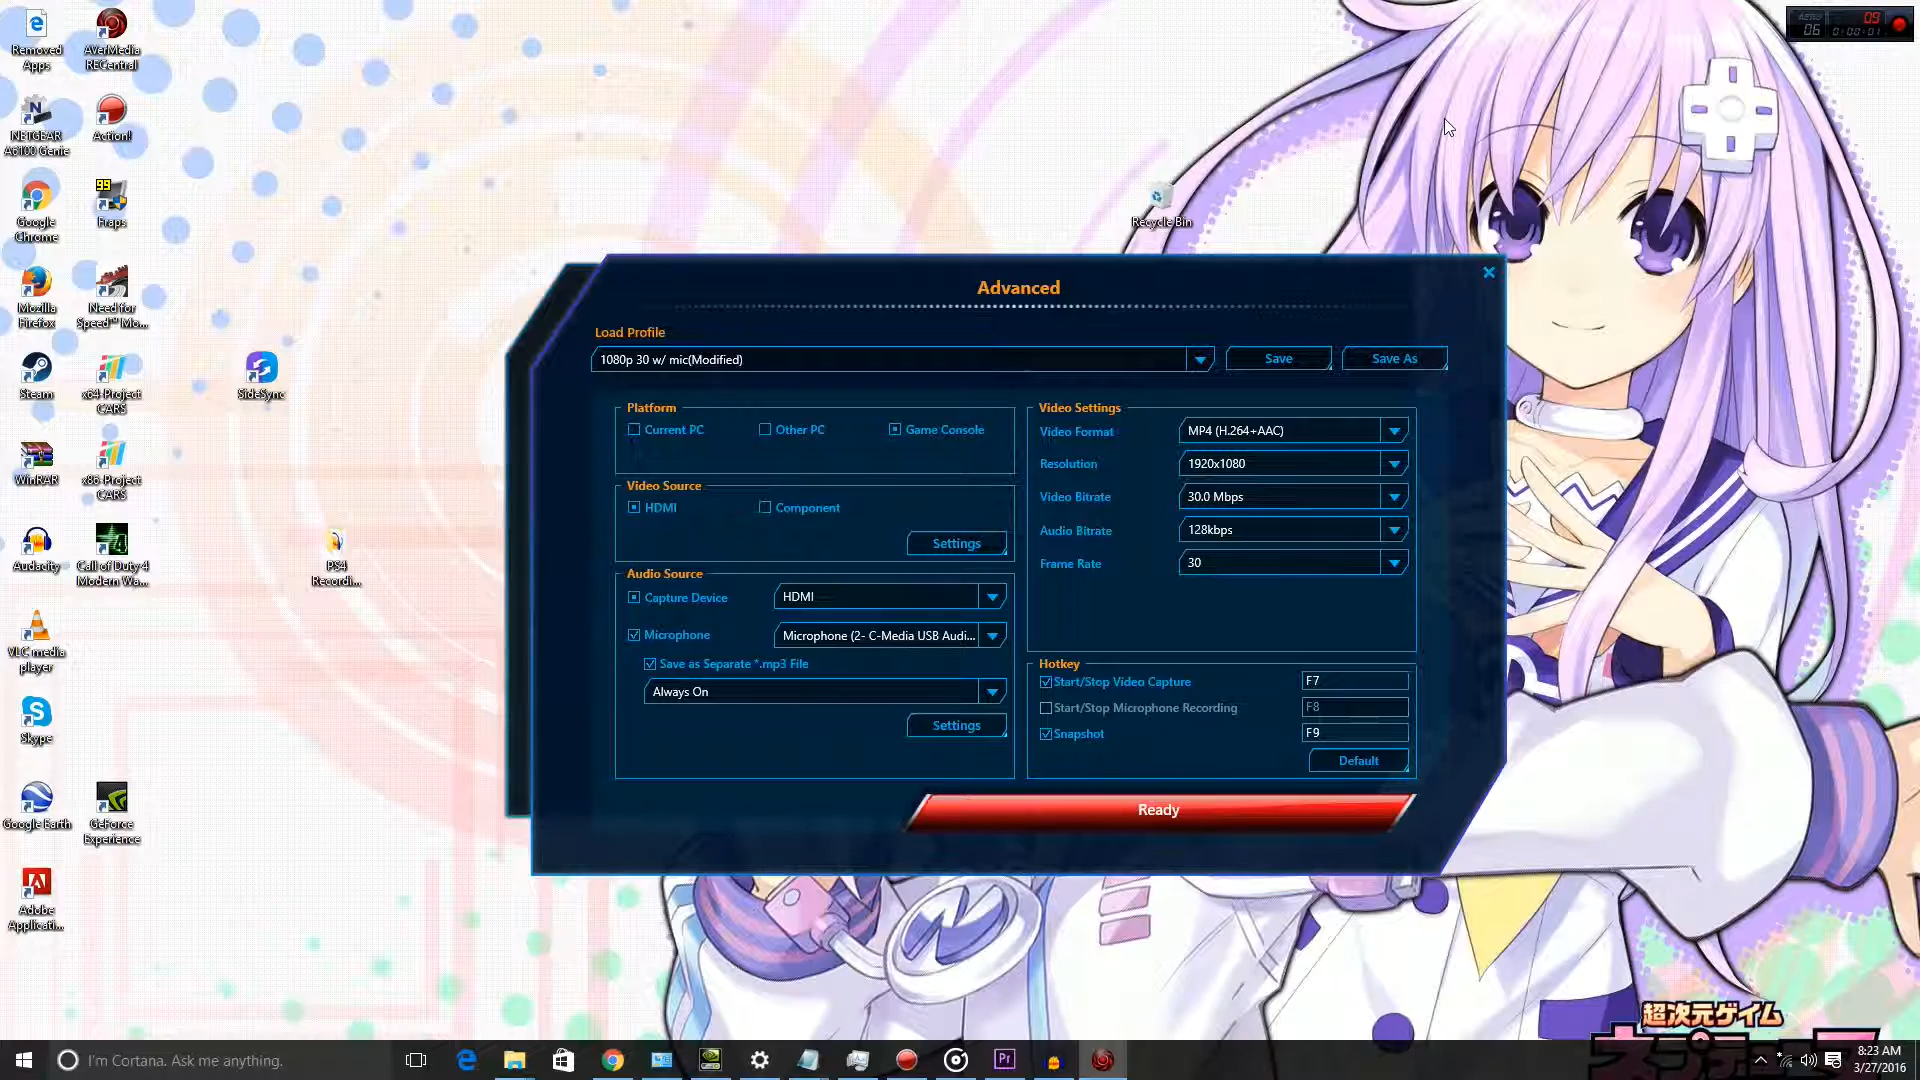 Removed
Apps
AVerMedia
RECentral
NETGEAR
A6100 Genie
Action!
Google
Chrome
99
Fraps
Mozilla
Firefox
Need for
Speed™ Mo...
Steam
x64-Project
CARS
SideSync
WinRAR
x86-Project
CARS
Audacity
Call of Duty 4
Modern Wa...
PS4
Recordi...
VLC media
player
Skype
Google Earth
GeForce
Experience
Adobe
Applicati...
Recycle Bin
09
06
0:00:01
Advanced
Load Profile
1080p 30 w/ mic(Modified)
Save
Save As
Platform
Current PC
Other PC
Game Console
Video Source
HDMI
Component
Settings
Audio Source
Capture Device
HDMI
Microphone
Microphone (2- C-Media USB Audi...
Save as Separate *.mp3 File
Always On
Settings
Video Settings
Video Format
MP4 (H.264+AAC)
Resolution
1920x1080
Video Bitrate
30.0 Mbps
Audio Bitrate
128kbps
Frame Rate
30
Hotkey
Start/Stop Video Capture
F7
Start/Stop Microphone Recording
F8
Snapshot
F9
Default
Ready
超次元ゲイム
I'm Cortana. Ask me anything.
Pr
8:23 AM
3/27/2016